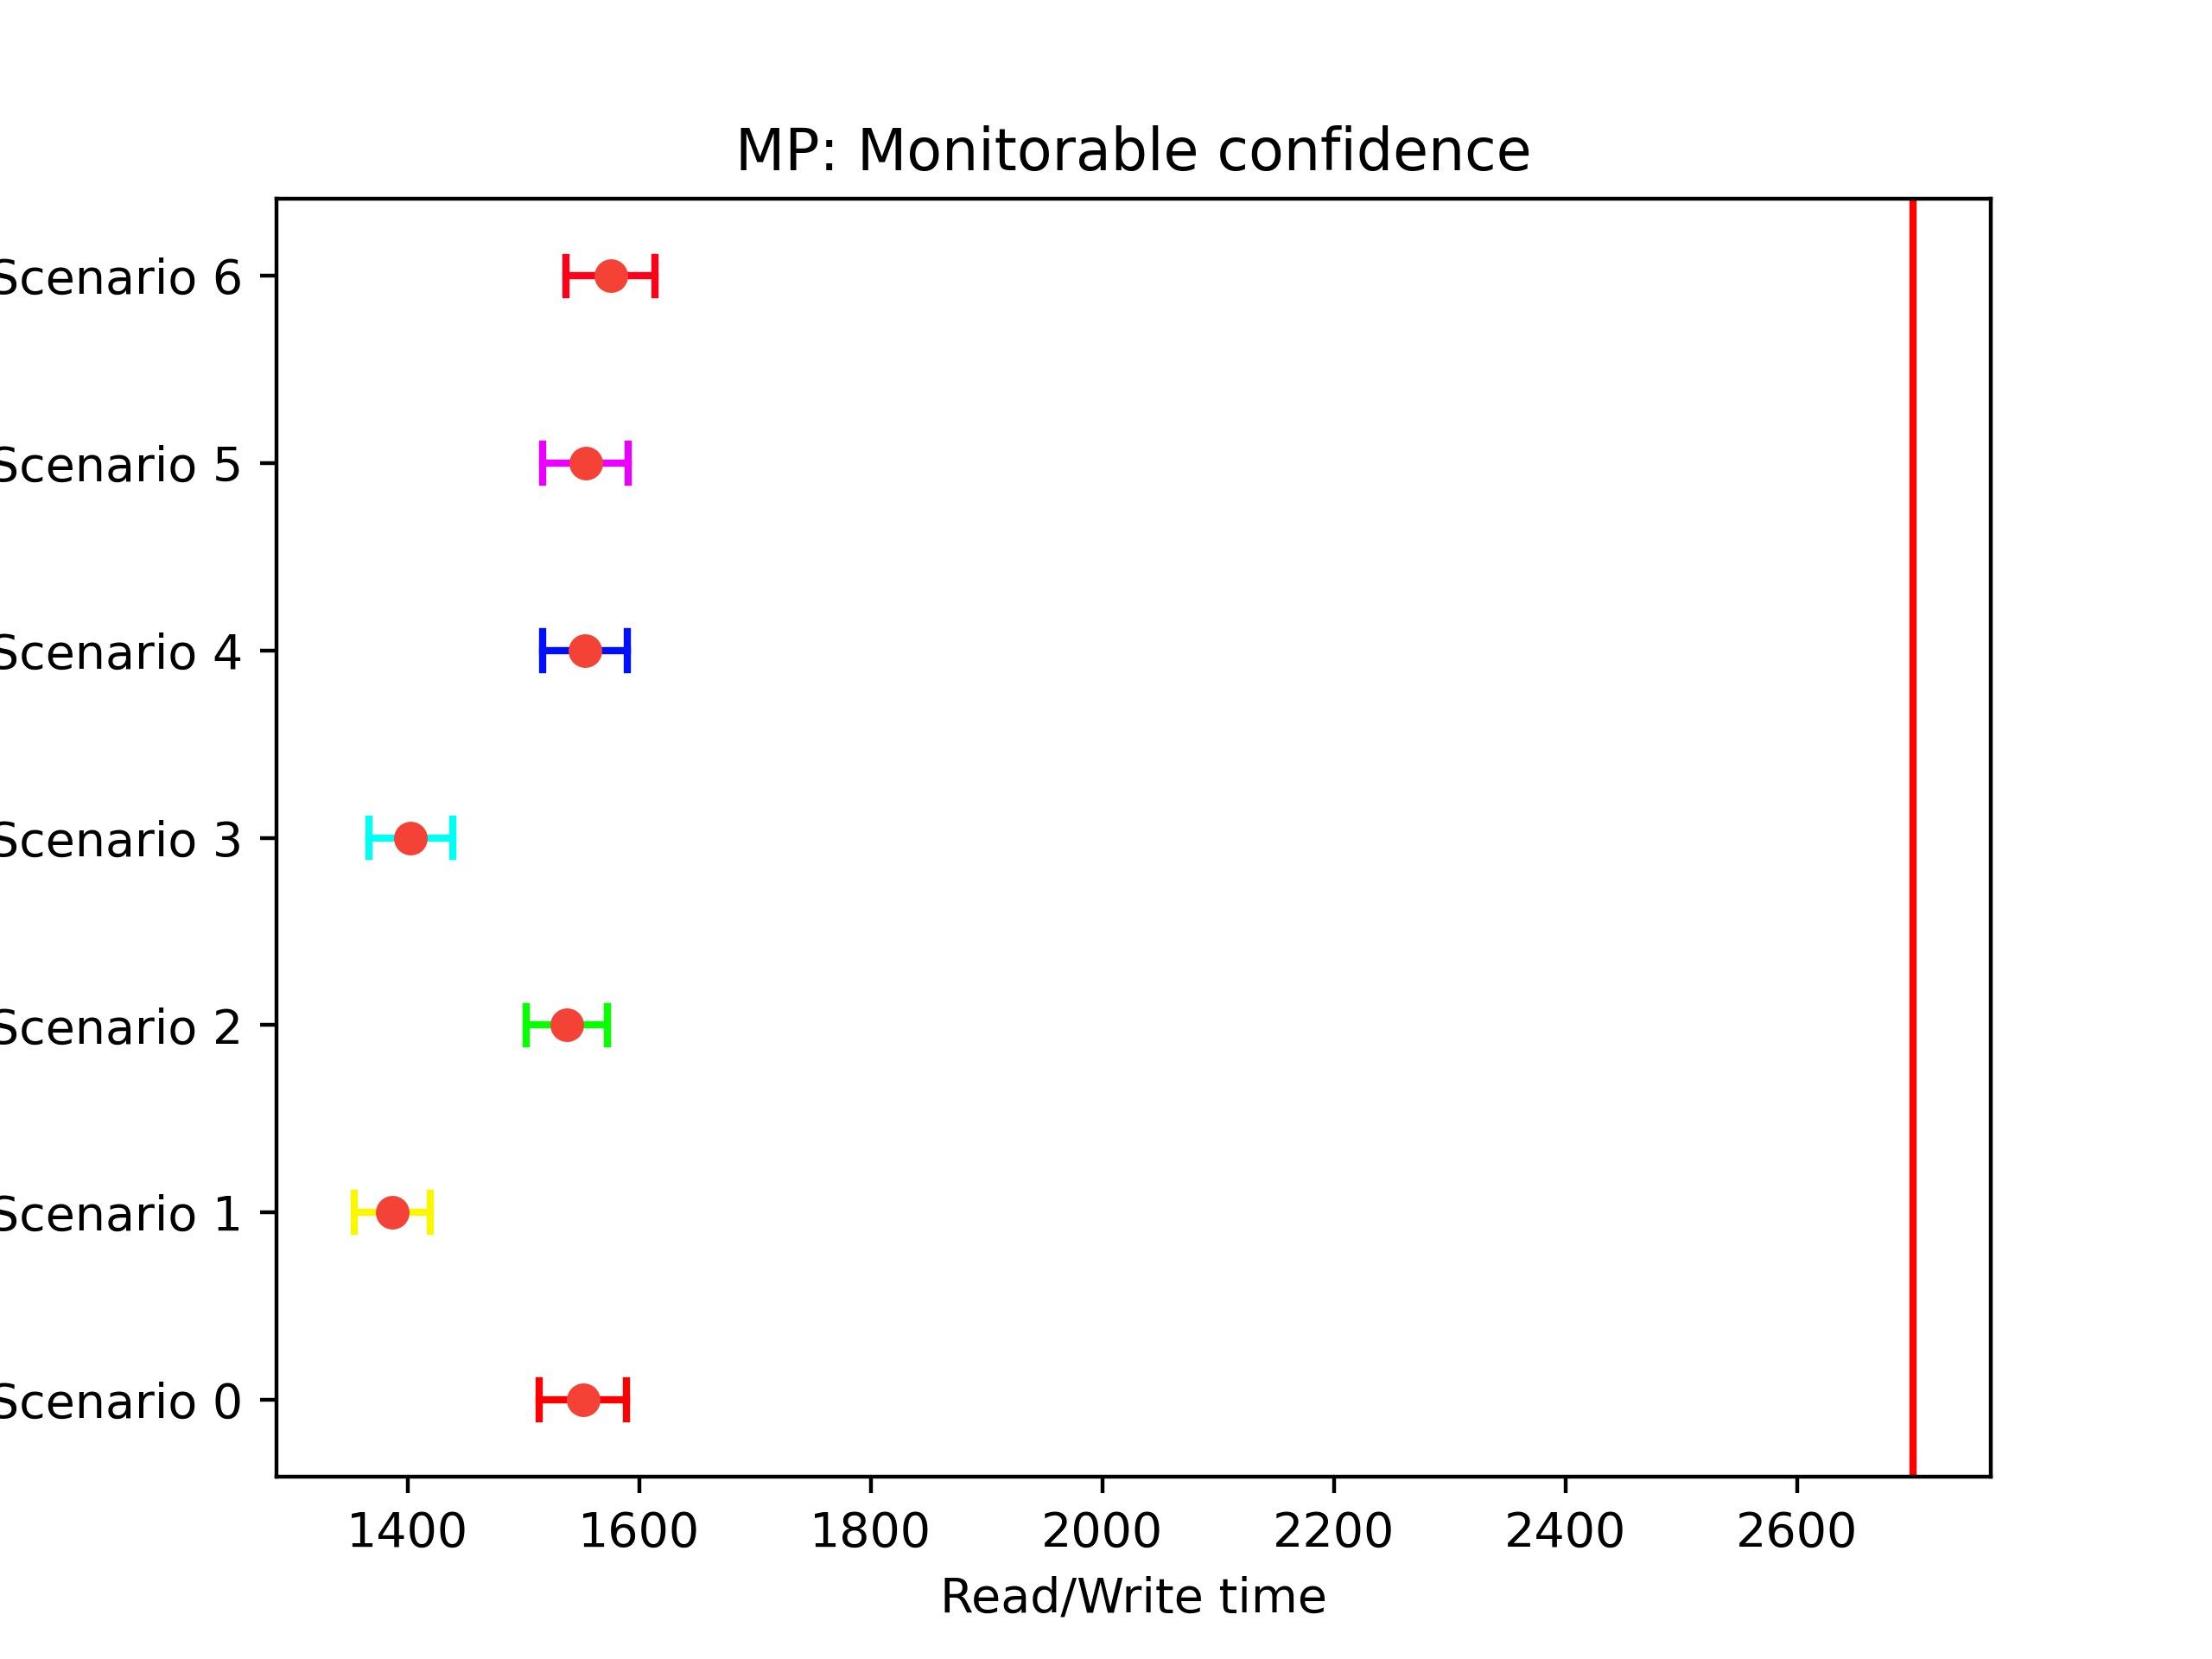 MP: Monitorable confidence
Scenario 6
Scenario 5
Scenario 4
Scenario 3
Scenario 2
Scenario 1
Scenario 0
1400 1600 1800 2000 2200 2400 2600
Read/Write time